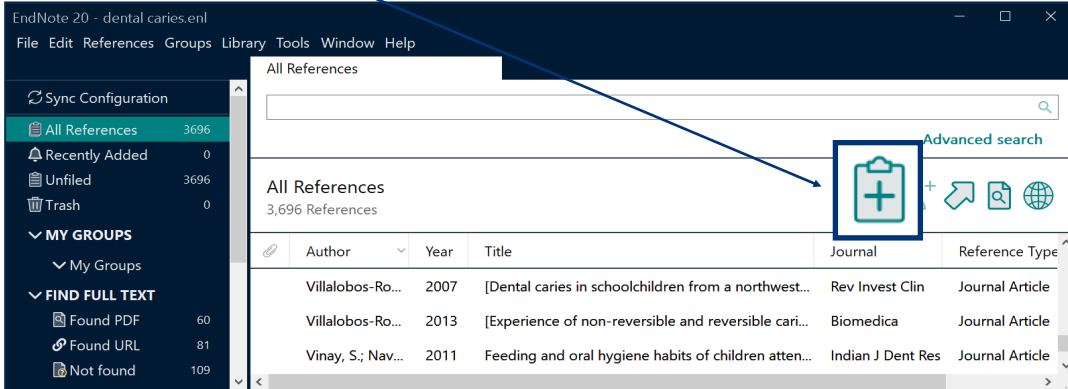 EndNote 20 - dental caries.enl
File Edit References Groups Library Tools Window Help
All References
Sync Configuration
All References 3696
Recently Added 0
Unfiled 3696
Trash 0
MY GROUPS
My Groups
FIND FULL TEXT
Found PDF 60
Found URL 81
Not found 109
Advanced search
All References
3,696 References
Author Year Title Journal Reference Type
Villalobos-Ro... 2007 [Dental caries in schoolchildren from a northwest... Rev Invest Clin Journal Article
Villalobos-Ro... 2013 [Experience of non-reversible and reversible cari... Biomedica Journal Article
Vinay, S.; Nav... 2011 Feeding and oral hygiene habits of children atten... Indian J Dent Res Journal Article